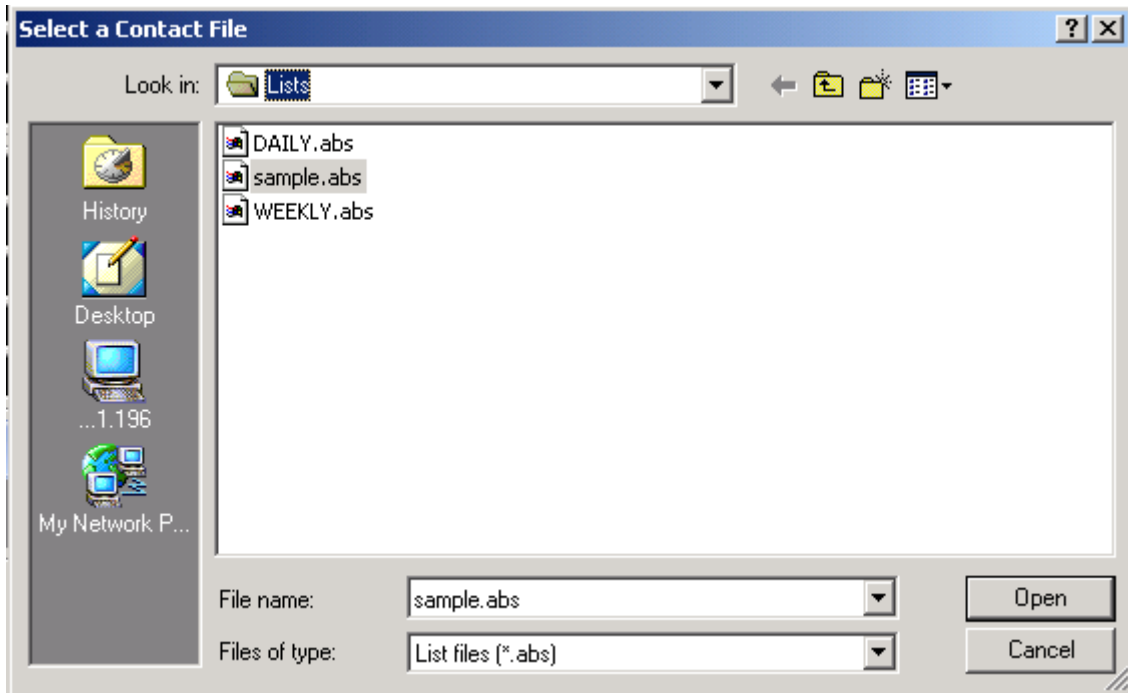 Select a Contact File
Look in: Lists
DAILY.abs
sample.abs
WEEKLY.abs
History
Desktop
...1.196
My Network P...
File name: sample.abs Open
Files of type: List files (*.abs) Cancel